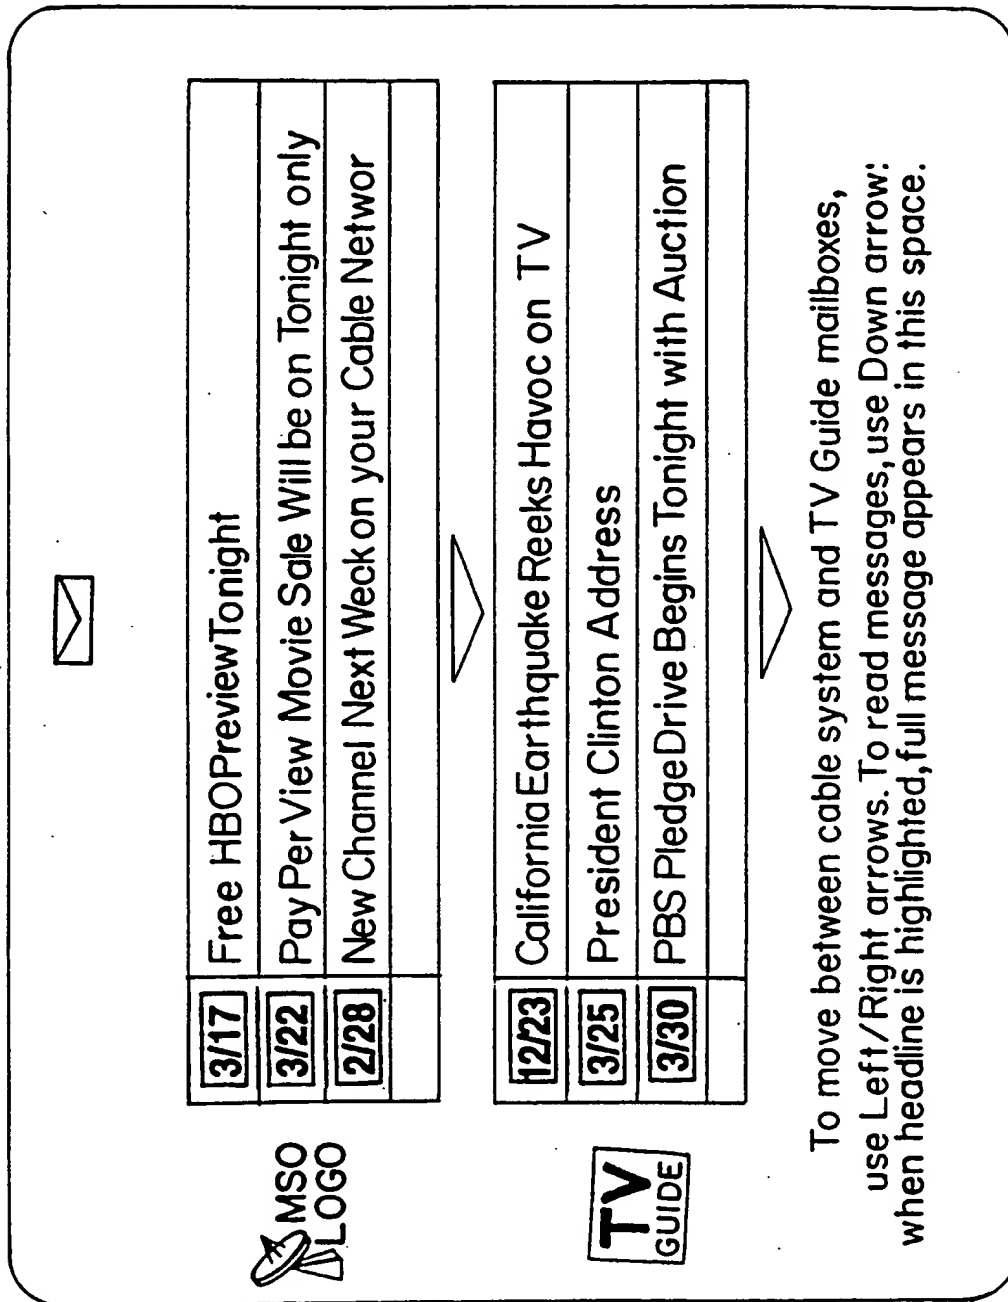 MSO
LOGO
3/17 Free HBOPreviewTonight
3/22 Pay Per View Movie Sale Will be on Tonight only
2/28 New Channel Next Weck on your Cable Networ
TV
GUIDE
12/23 California Earthquake Reeks Havoc on TV
3/25 President Clinton Address
3/30 PBS Pledge Drive Begins Tonight with Auction
To move between cable system and TV Guide mailboxes,
use Left/Right arrows. To read messages, use Down arrow:
when headline is highlighted, full message appears in this space.